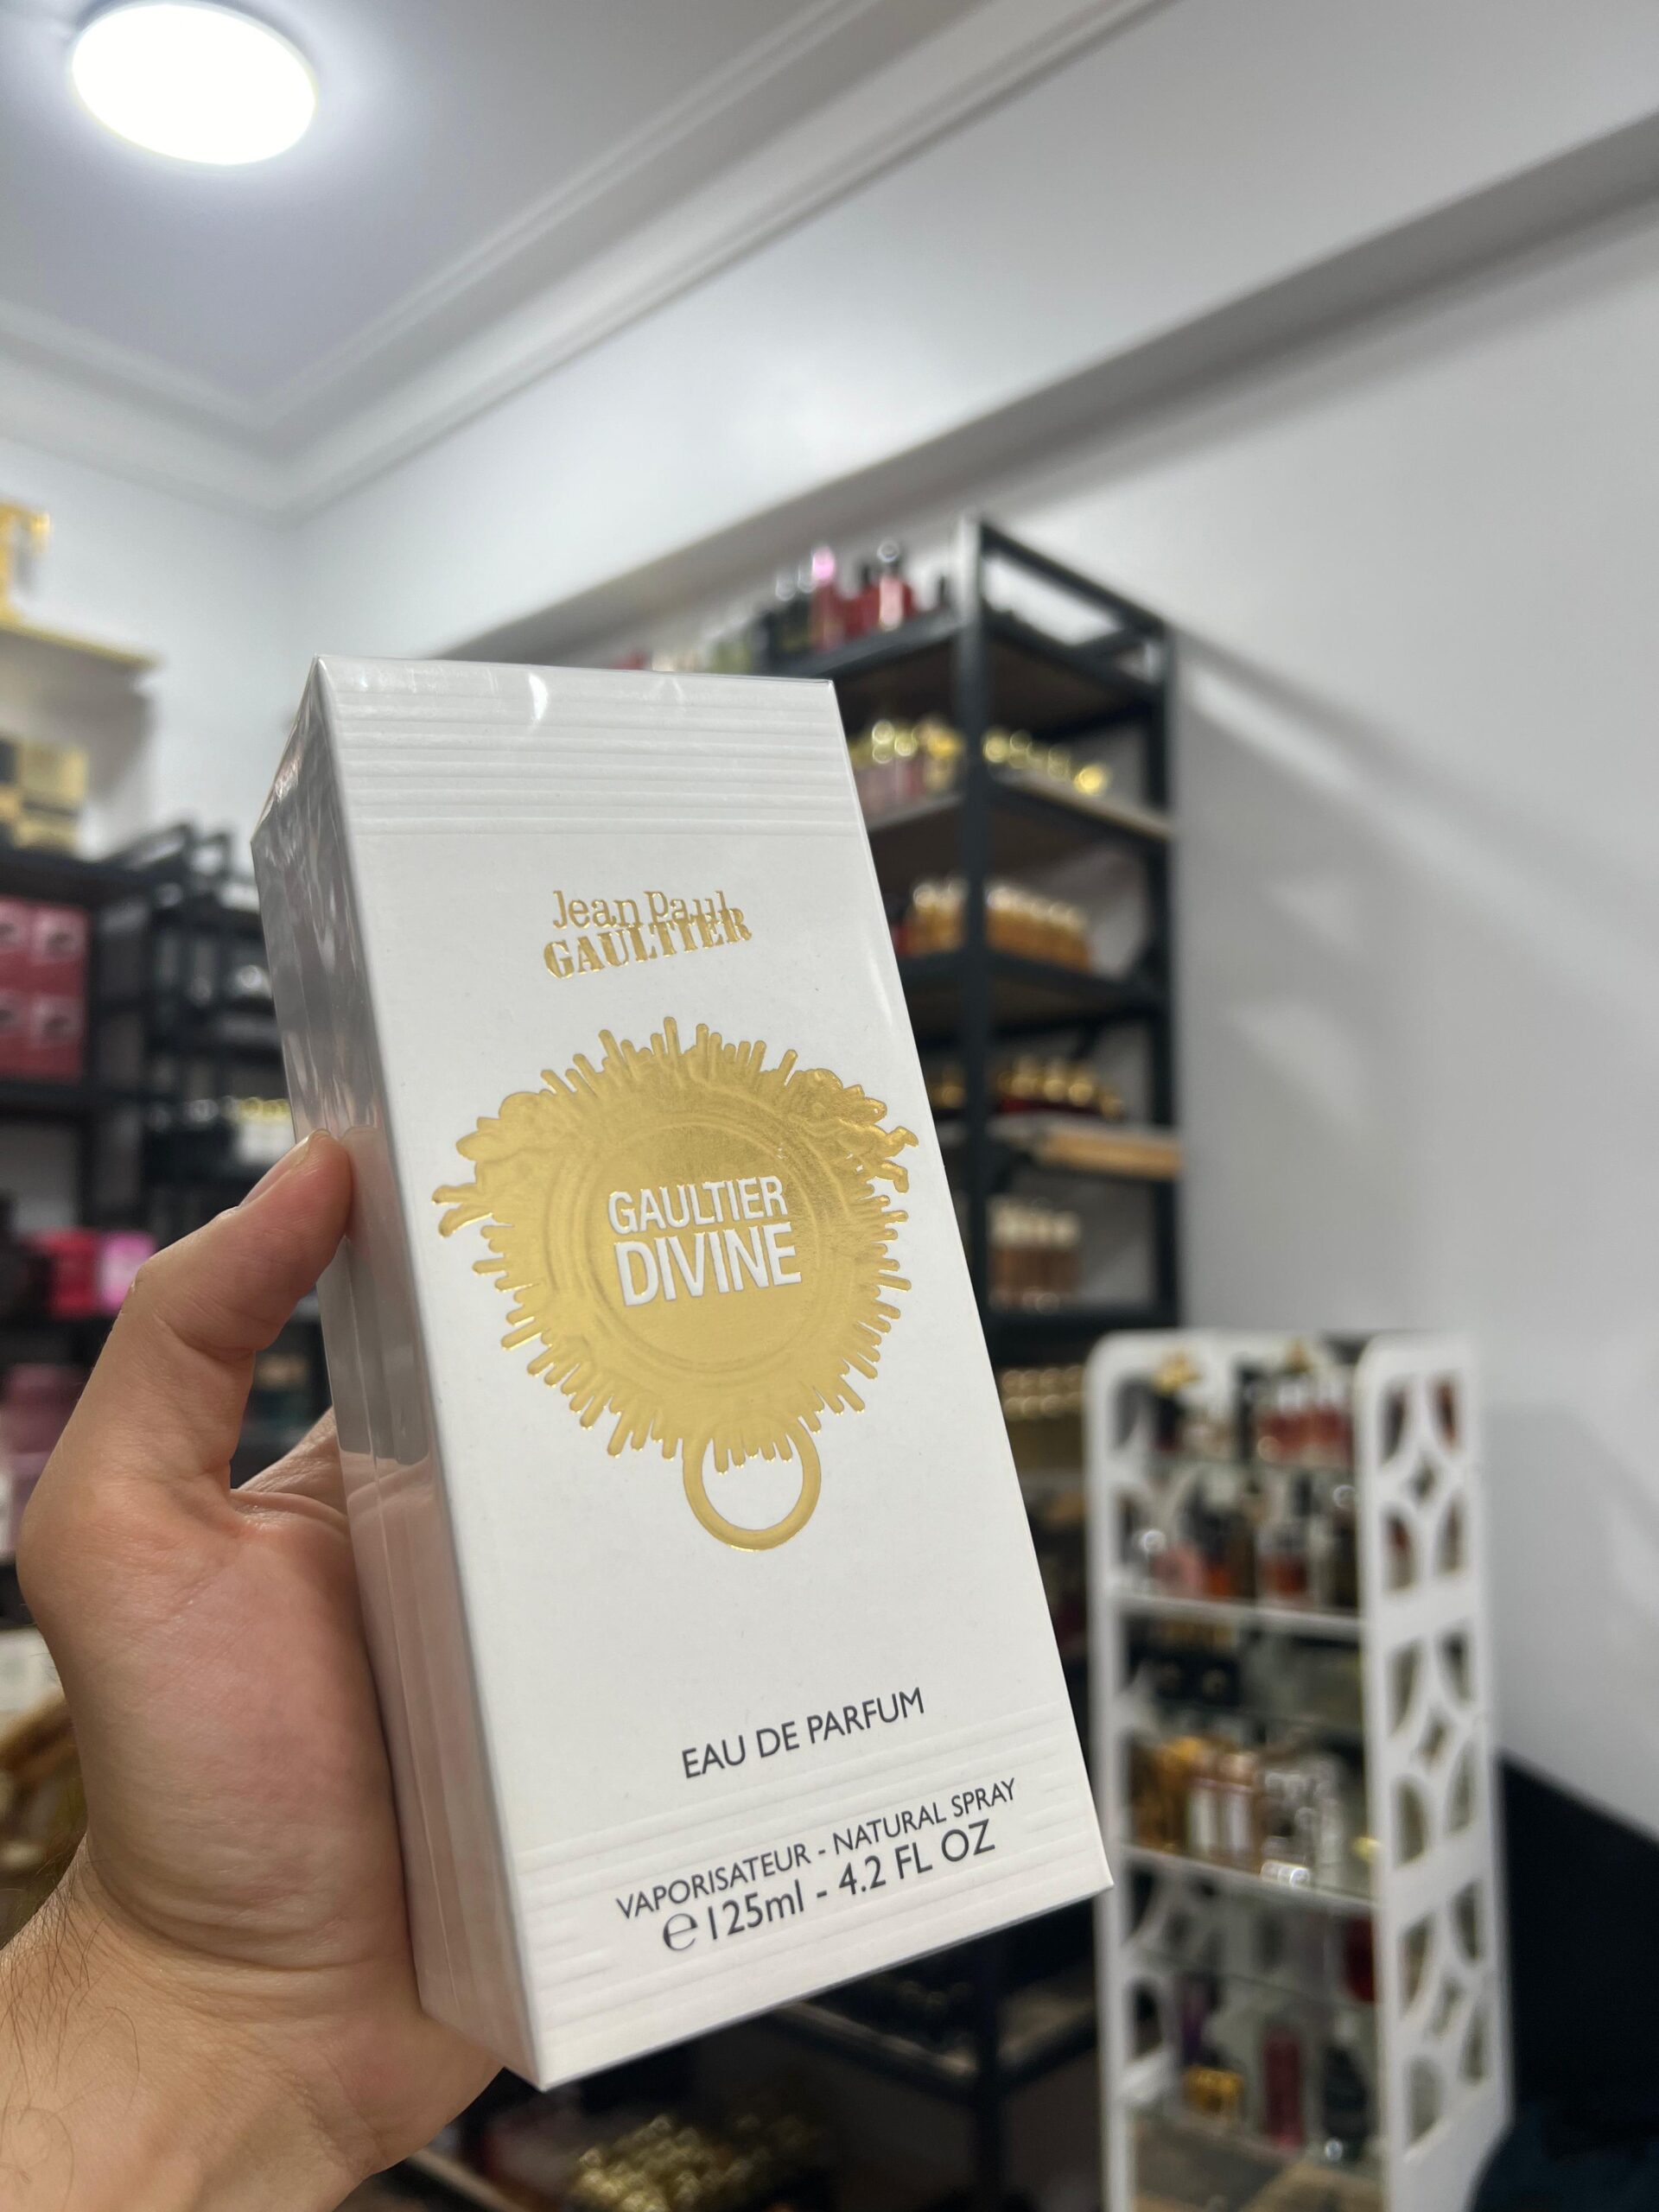 Jean Paul
GAULTIER
GAULTIER
DIVINE
EAU DE PARFUM
VAPORISATEUR - NATURAL SPRAY
℮125ml - 4.2 FL OZ